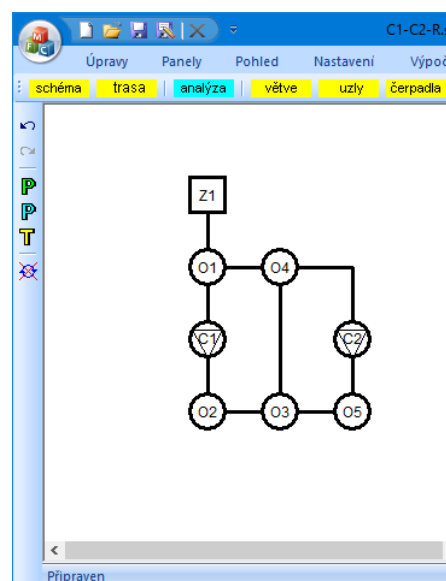 C1-C2-R.
Úpravy Panely Pohled Nastavení Výpoč
schéma trasa analýza větve uzly čerpadla
P
P
T
Z1
O1 O4
C1 C2
O2 O3 O5
Připraven